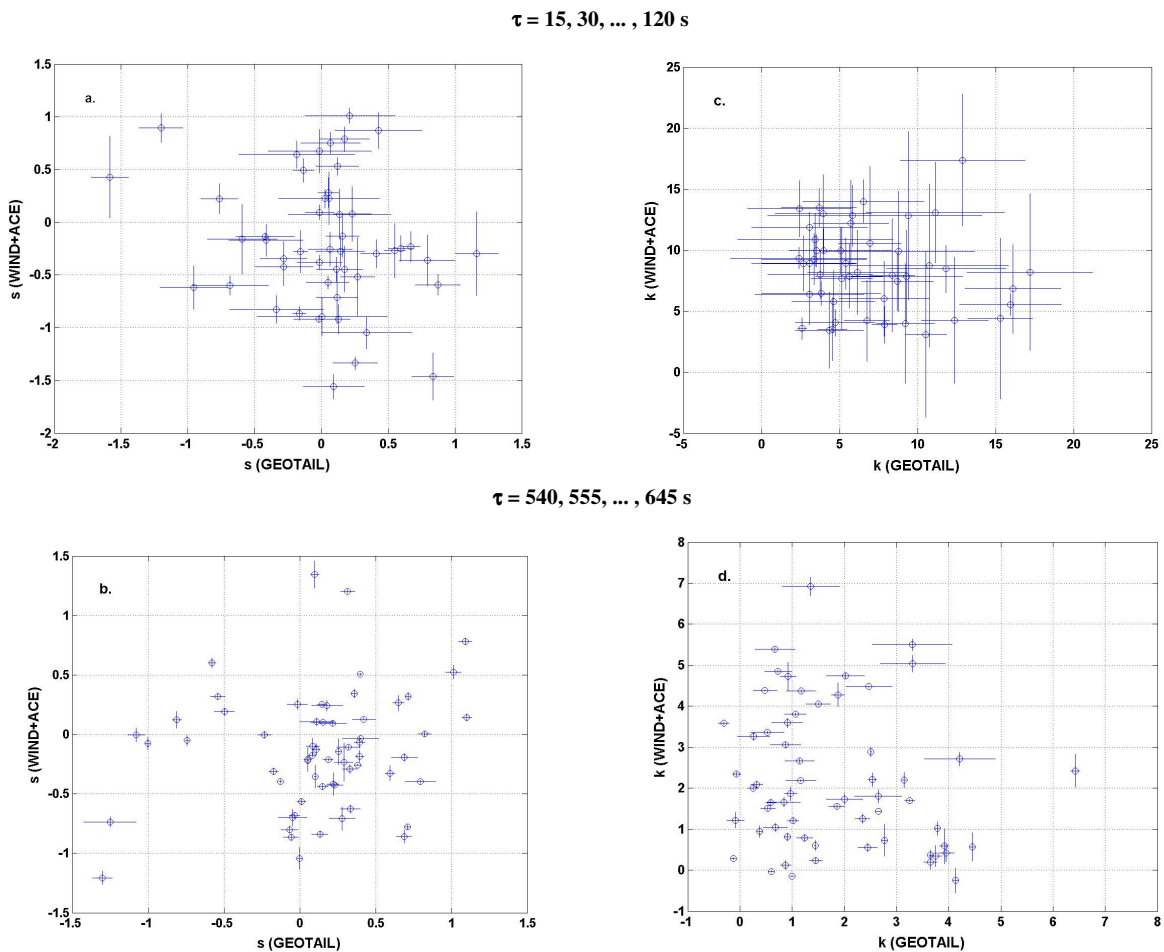 τ = 15, 30, ... , 120 s
a.
s (WIND+ACE)
1.5
1
0.5
0
-0.5
-1
-1.5
-2
-2 -1.5 -1 -0.5 0 0.5 1 1.5
s (GEOTAIL)
c.
k (WIND+ACE)
25
20
15
10
5
0
-5
-5 0 5 10 15 20 25
k (GEOTAIL)
τ = 540, 555, ... , 645 s
b.
s (WIND+ACE)
1.5
1
0.5
0
-0.5
-1
-1.5
-1.5 -1 -0.5 0 0.5 1 1.5
s (GEOTAIL)
d.
k (WIND+ACE)
8
7
6
5
4
3
2
1
0
-1
-1 0 1 2 3 4 5 6 7 8
k (GEOTAIL)